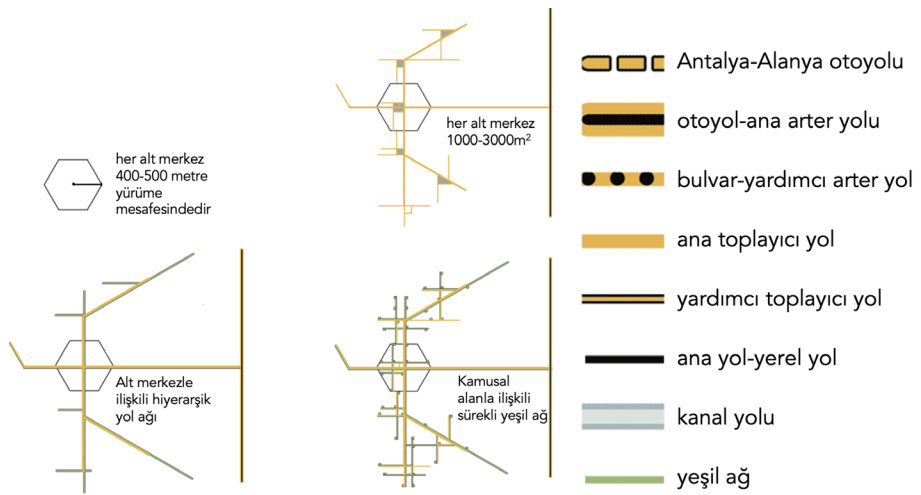 her alt merkez
400-500 metre
yürüme
mesafesindedir
her alt merkez
1000-3000m²
Alt merkezle
ilişkili hiyerarşik
yol ağı
Kamusal
alanla ilişkili
sürekli yeşil ağ
Antalya-Alanya otoyolu
otoyol-ana arter yolu
bulvar-yardımcı arter yol
ana toplayıcı yol
yardımcı toplayıcı yol
ana yol-yerel yol
kanal yolu
yeşil ağ